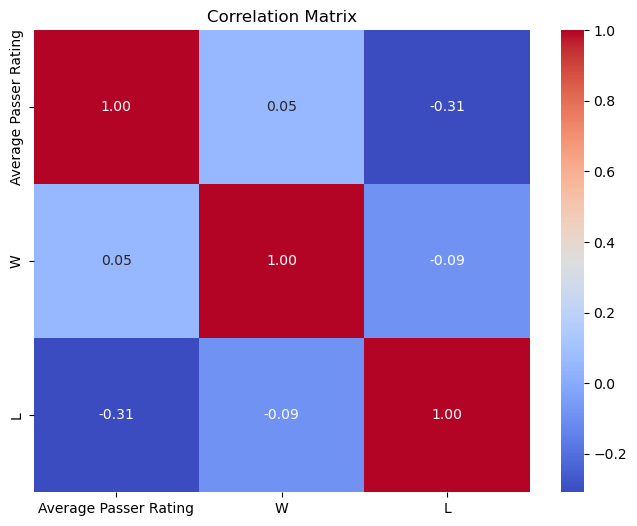 Correlation Matrix
Average Passer Rating
1.00
0.05
-0.31
W
0.05
1.00
-0.09
L
-0.31
-0.09
1.00
Average Passer Rating
W
L
1.0
0.8
0.6
0.4
0.2
0.0
−0.2